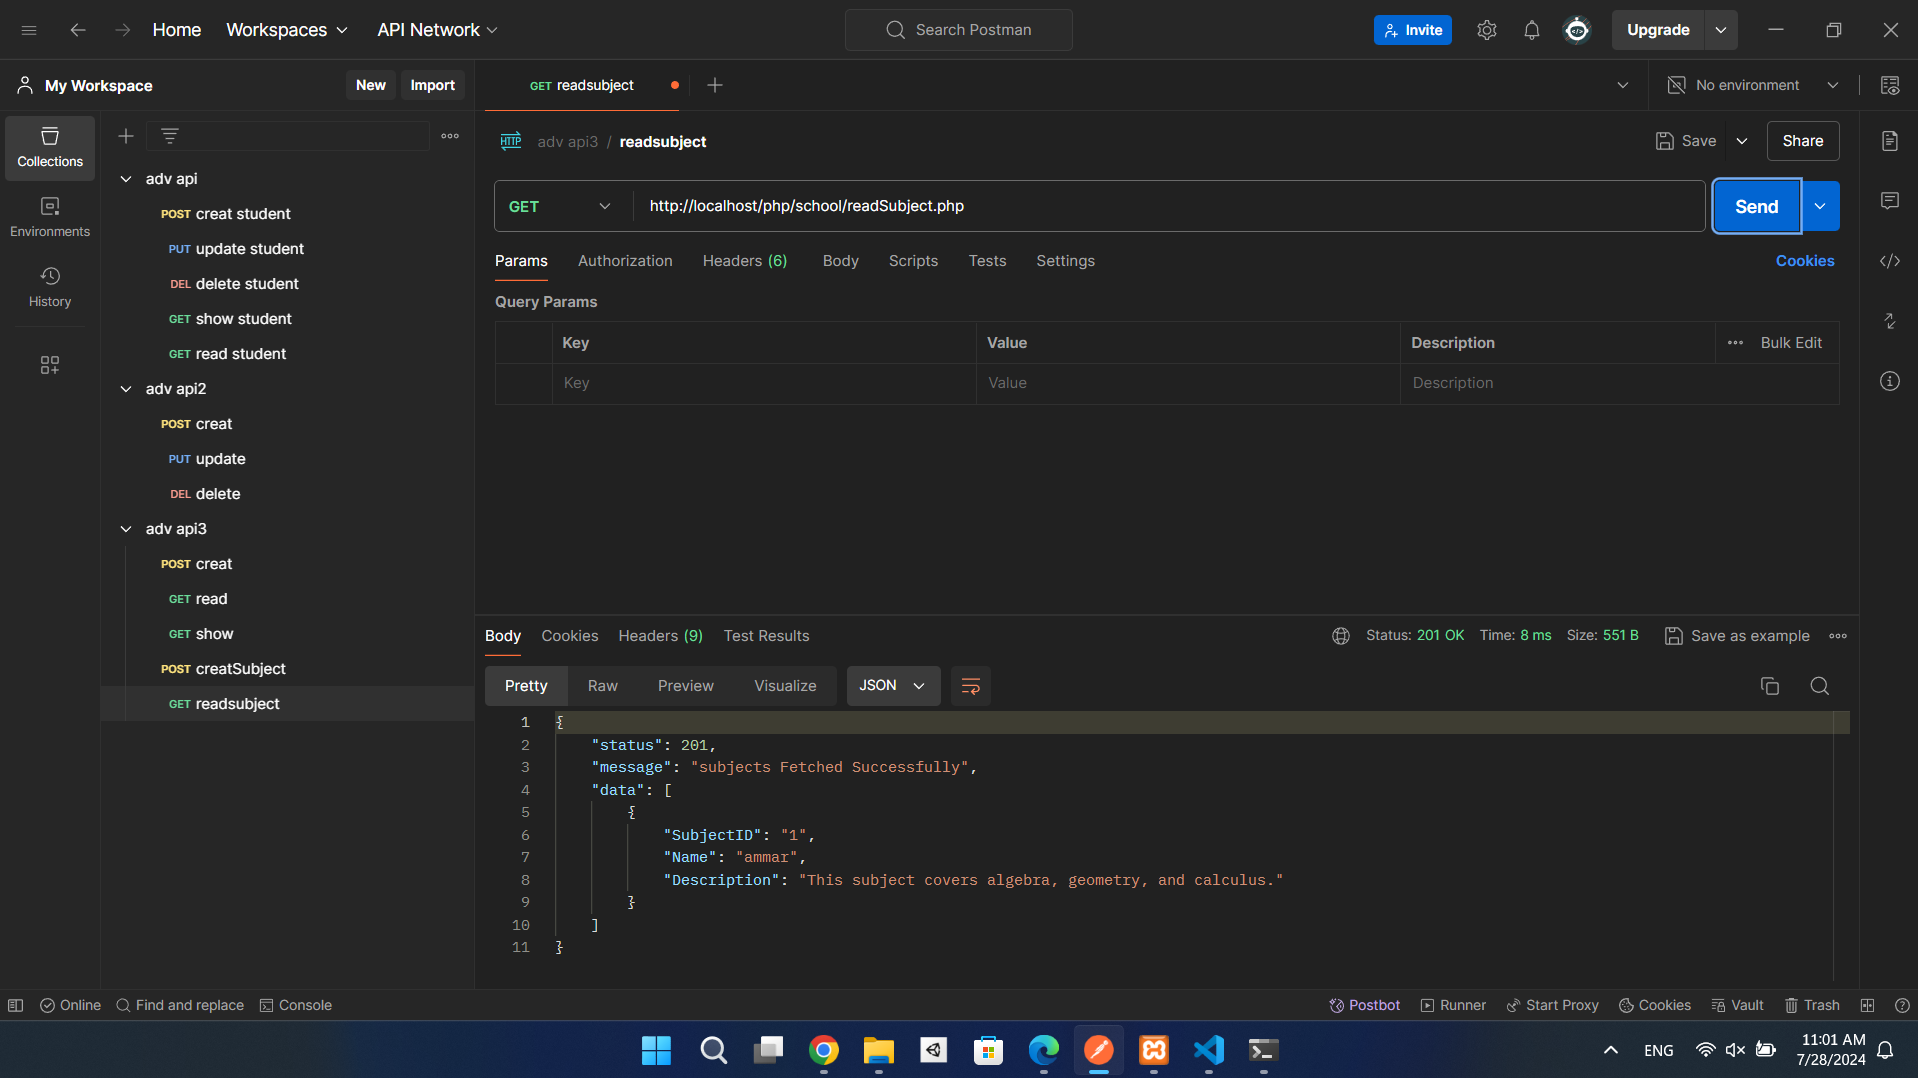 Home Workspaces API Network Search Postman Invite Upgrade
My Workspace New Import GET readsubject No environment
Collections
Environments
History
adv api
POST creat student
PUT update student
DEL delete student
GET show student
GET read student
adv api2
POST creat
PUT update
DEL delete
adv api3
POST creat
GET read
GET show
POST creatSubject
GET readsubject
HTTP adv api3 / readsubject Save Share
GET http://localhost/php/school/readSubject.php Send
Params Authorization Headers (6) Body Scripts Tests Settings Cookies
Query Params
Key Value Description Bulk Edit
Key Value Description
Body Cookies Headers (9) Test Results Status: 201 OK Time: 8 ms Size: 551 B Save as example
Pretty Raw Preview Visualize JSON
1 {
2 "status": 201,
3 "message": "subjects Fetched Successfully",
4 "data": [
5 {
6 "SubjectID": "1",
7 "Name": "ammar",
8 "Description": "This subject covers algebra, geometry, and calculus."
9 }
10 ]
11 }
Online Find and replace Console Postbot Runner Start Proxy Cookies Vault Trash
ENG 11:01 AM
7/28/2024